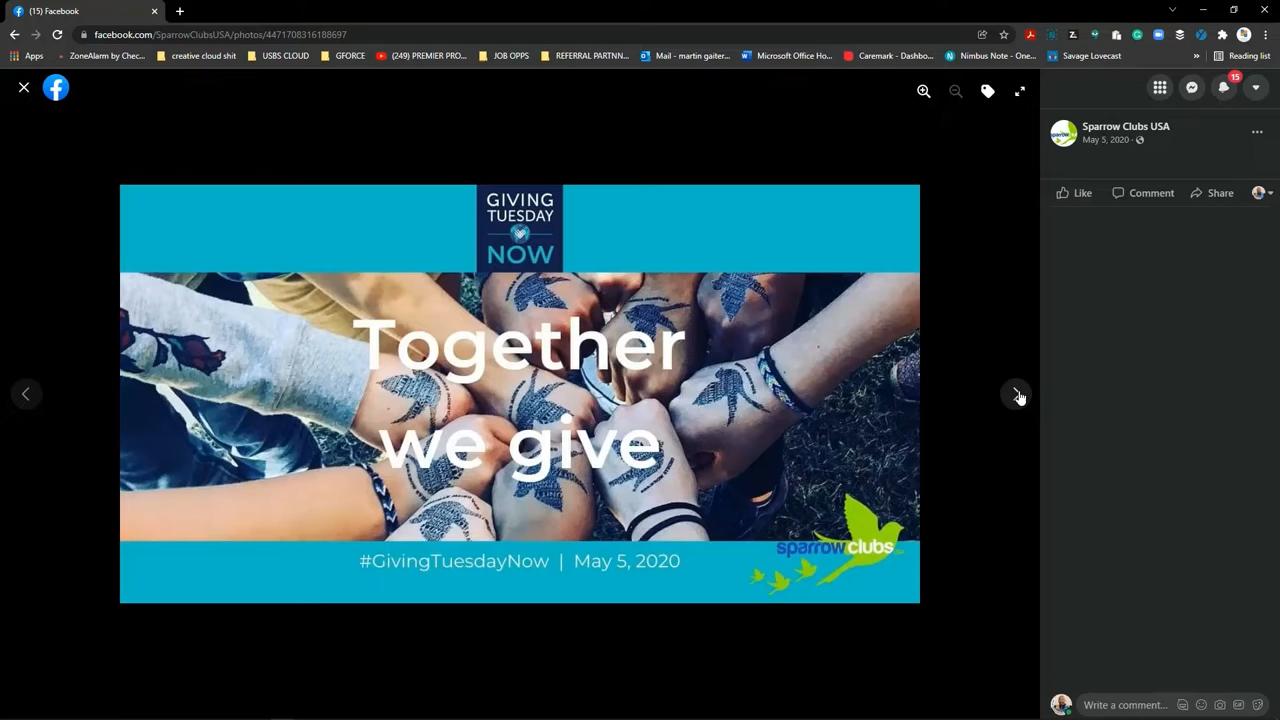 (15) Facebook
facebook.com/SparrowClubsUSA/photos/4471708316188697
Apps
ZoneAlarm by Chec...
creative cloud shit
USBS CLOUD
GFORCE
(249) PREMIER PRO...
JOB OPPS
REFERRAL PARTNN...
Mail - martin gaiter...
Microsoft Office Ho...
Caremark - Dashbo...
Nimbus Note - One...
Savage Lovecast
Reading list
15
Sparrow Clubs USA
May 5, 2020
Like
Comment
Share
GIVING
TUESDAY
NOW
Together
we give
#GivingTuesdayNow | May 5, 2020
sparrowclubs
Write a comment...